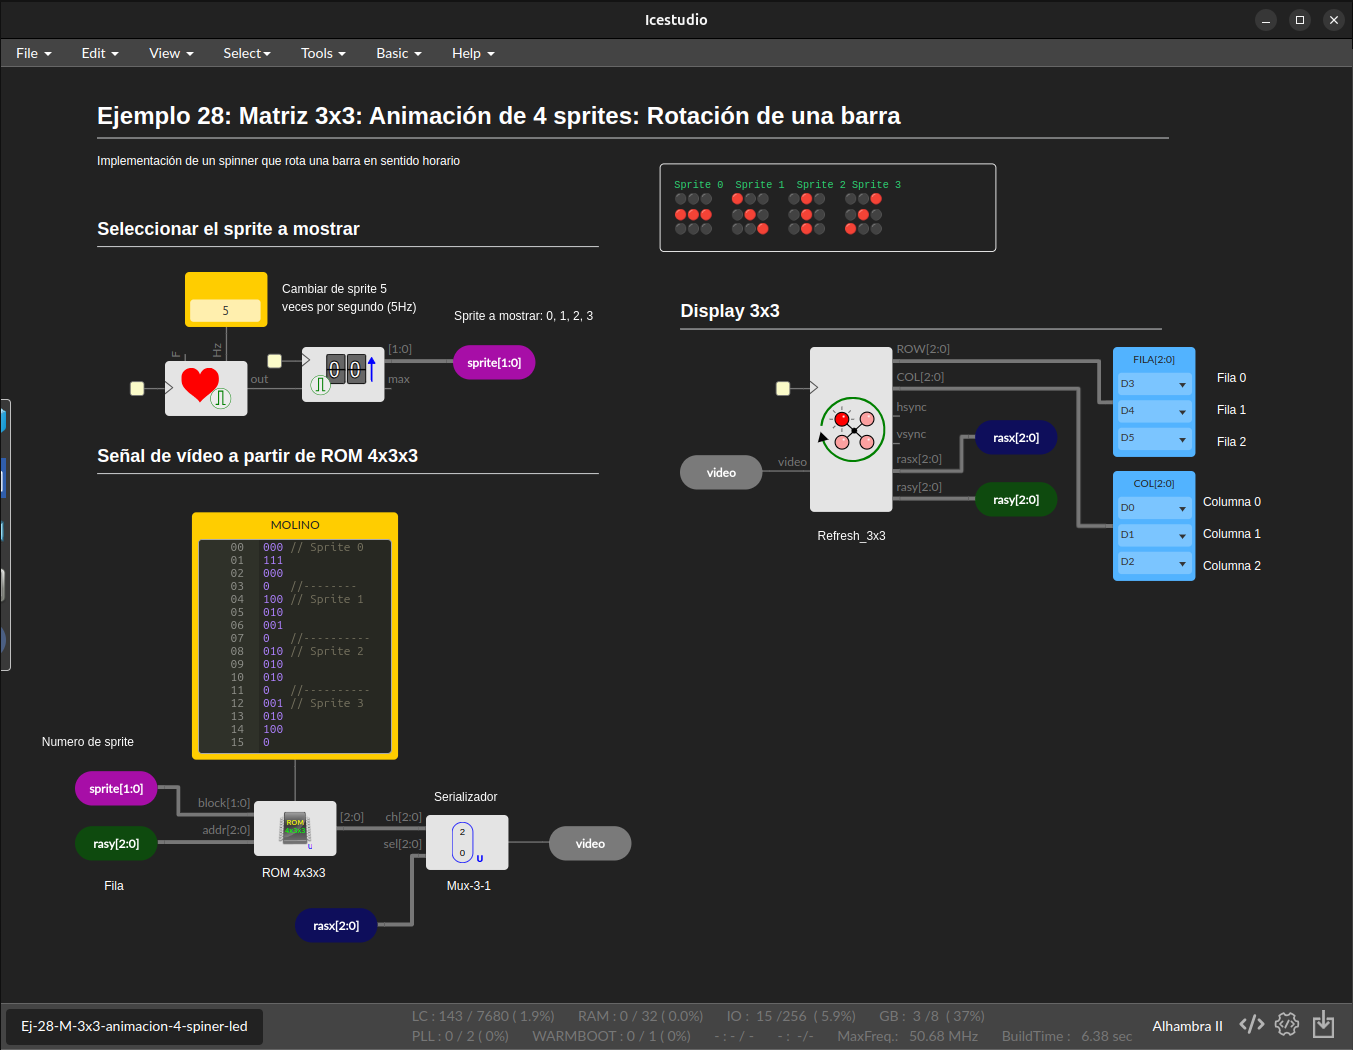 Icestudio
File Edit View Select Tools Basic Help
Ejemplo 28: Matriz 3x3: Animación de 4 sprites: Rotación de una barra
Implementación de un spinner que rota una barra en sentido horario
Sprite 0 Sprite 1 Sprite 2 Sprite 3
Seleccionar el sprite a mostrar
5
Cambiar de sprite 5
veces por segundo (5Hz)
Sprite a mostrar: 0, 1, 2, 3
F
Hz
out
0 0
[1:0]
max
sprite[1:0]
Display 3x3
ROW[2:0]
COL[2:0]
hsync
vsync
rasx[2:0]
rasy[2:0]
video
video
rasx[2:0]
rasy[2:0]
Refresh_3x3
FILA[2:0]
D3
D4
D5
Fila 0
Fila 1
Fila 2
COL[2:0]
D0
D1
D2
Columna 0
Columna 1
Columna 2
Señal de vídeo a partir de ROM 4x3x3
MOLINO
00 000 // Sprite 0
01 111
02 000
03 0 //--------
04 100 // Sprite 1
05 010
06 001
07 0 //----------
08 010 // Sprite 2
09 010
10 010
11 0 //----------
12 001 // Sprite 3
13 010
14 100
15 0
Numero de sprite
sprite[1:0]
rasy[2:0]
Fila
block[1:0]
addr[2:0]
ROM
4x3x3
U
[2:0]
ROM 4x3x3
Serializador
ch[2:0]
sel[2:0]
2
0
U
Mux-3-1
video
rasx[2:0]
Ej-28-M-3x3-animacion-4-spiner-led
LC : 143 / 7680 ( 1.9%) RAM : 0 / 32 ( 0.0%) IO : 15 /256 ( 5.9%) GB : 3 /8 ( 37%)
PLL : 0 / 2 ( 0%) WARMBOOT : 0 / 1 ( 0%) - : - / - - : -/- MaxFreq.: 50.68 MHz BuildTime : 6.38 sec
Alhambra II